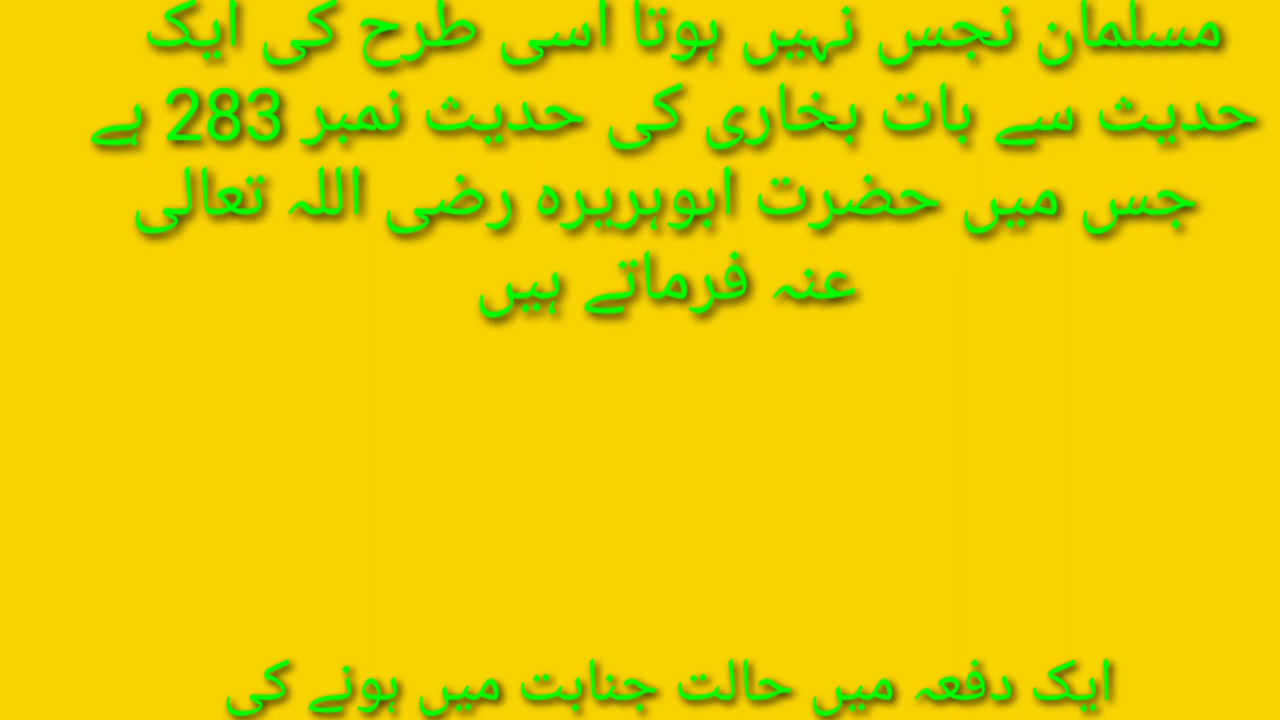 مسلمان نجس نہیں ہوتا اسی طرح کی ایک
حدیث سے بات بخاری کی حدیث نمبر 283 ہے
جس میں حضرت ابوہریرہ رضی اللہ تعالی
عنہ فرماتے ہیں
ایک دفعہ میں حالت جنابت میں ہونے کی